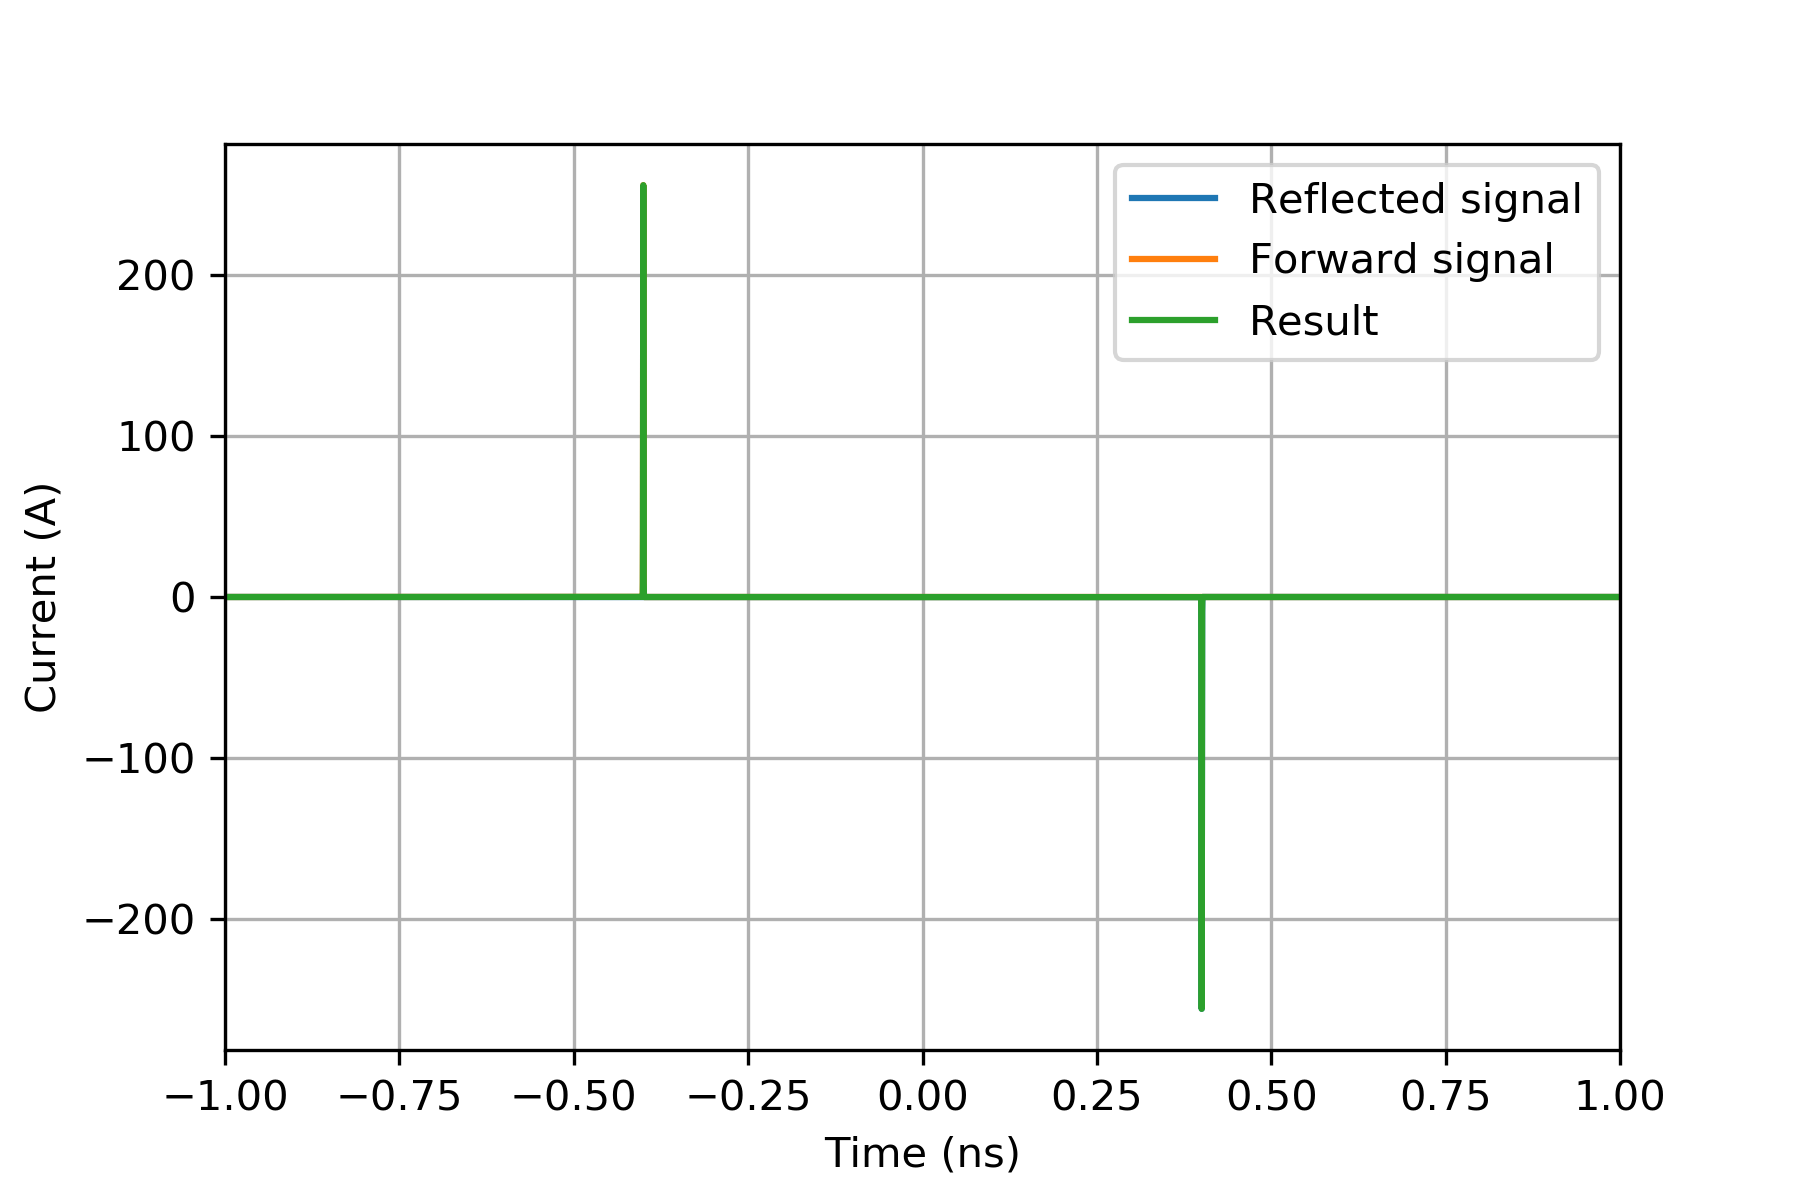 Reflected signal
Forward signal
Result
200
100
0
−100
−200
Current (A)
−1.00 −0.75 −0.50 −0.25 0.00 0.25 0.50 0.75 1.00
Time (ns)